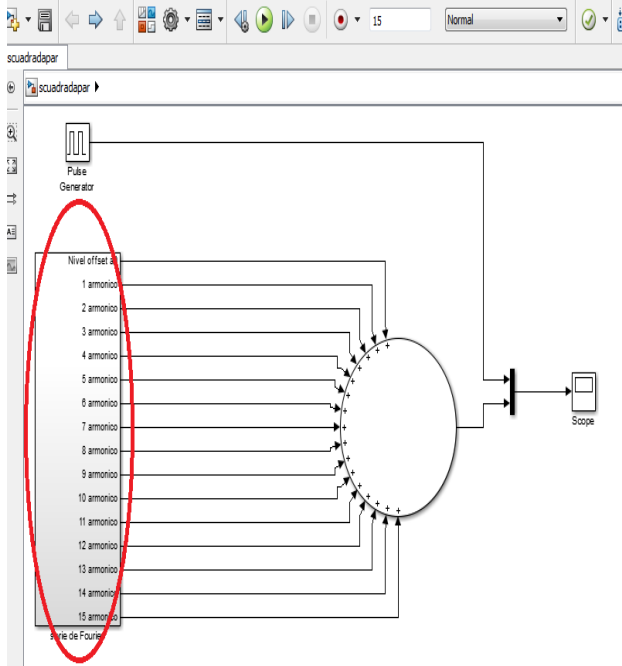 15
Normal
scuadradapar
scuadradapar
Pulse
Generator
Nivel offset
1 armonico
2 armonico
3 armonico
4 armonico
5 armonico
6 armonico
7 armonico
8 armonico
9 armonico
10 armonico
11 armonico
12 armonico
13 armonico
14 armonico
15 armonico
serie de Fourier
Scope